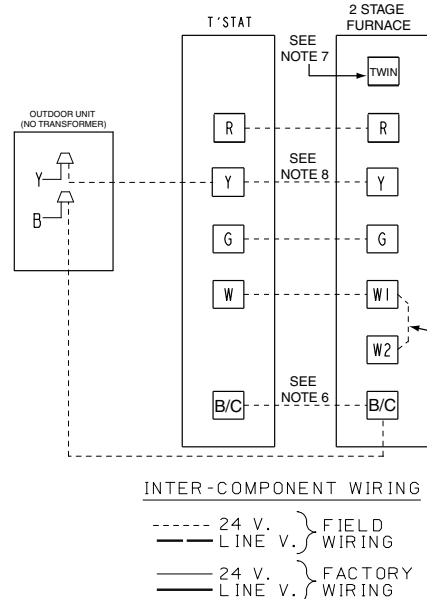 T'STAT
2 STAGE
FURNACE
SEE
NOTE 7
TWIN
OUTDOOR UNIT
(NO TRANSFORMER)
R
R
Y
Y
SEE
NOTE 8
Y
B
G
G
W
W1
W2
B/C
SEE
NOTE 6
B/C
INTER-COMPONENT WIRING
24 V.
LINE V.
FIELD
WIRING
24 V.
LINE V.
FACTORY
WIRING